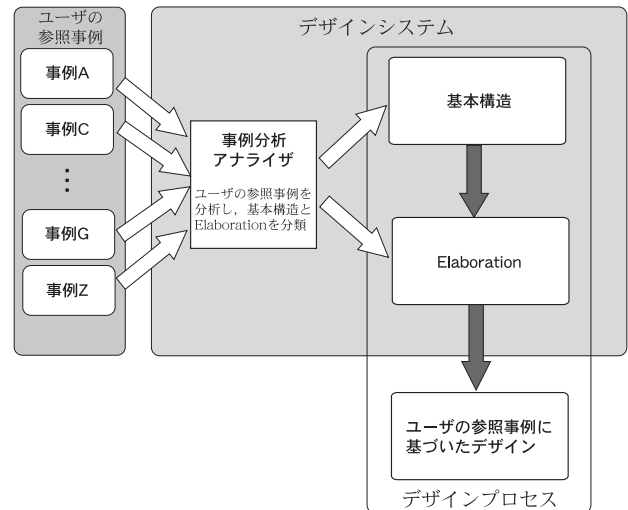 ユーザの
参照事例
事例A
事例C
⋮
事例G
事例Z
デザインシステム
事例分析
アナライザ
ユーザの参照事例を
分析し，基本構造と
Elaborationを分類
基本構造
Elaboration
ユーザの参照事例に
基づいたデザイン
デザインプロセス